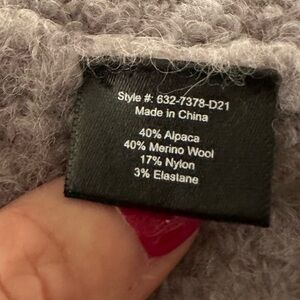 Style #: 632-7378-D21
Made in China
40% Alpaca
40% Merino Wool
17% Nylon
3% Elastane